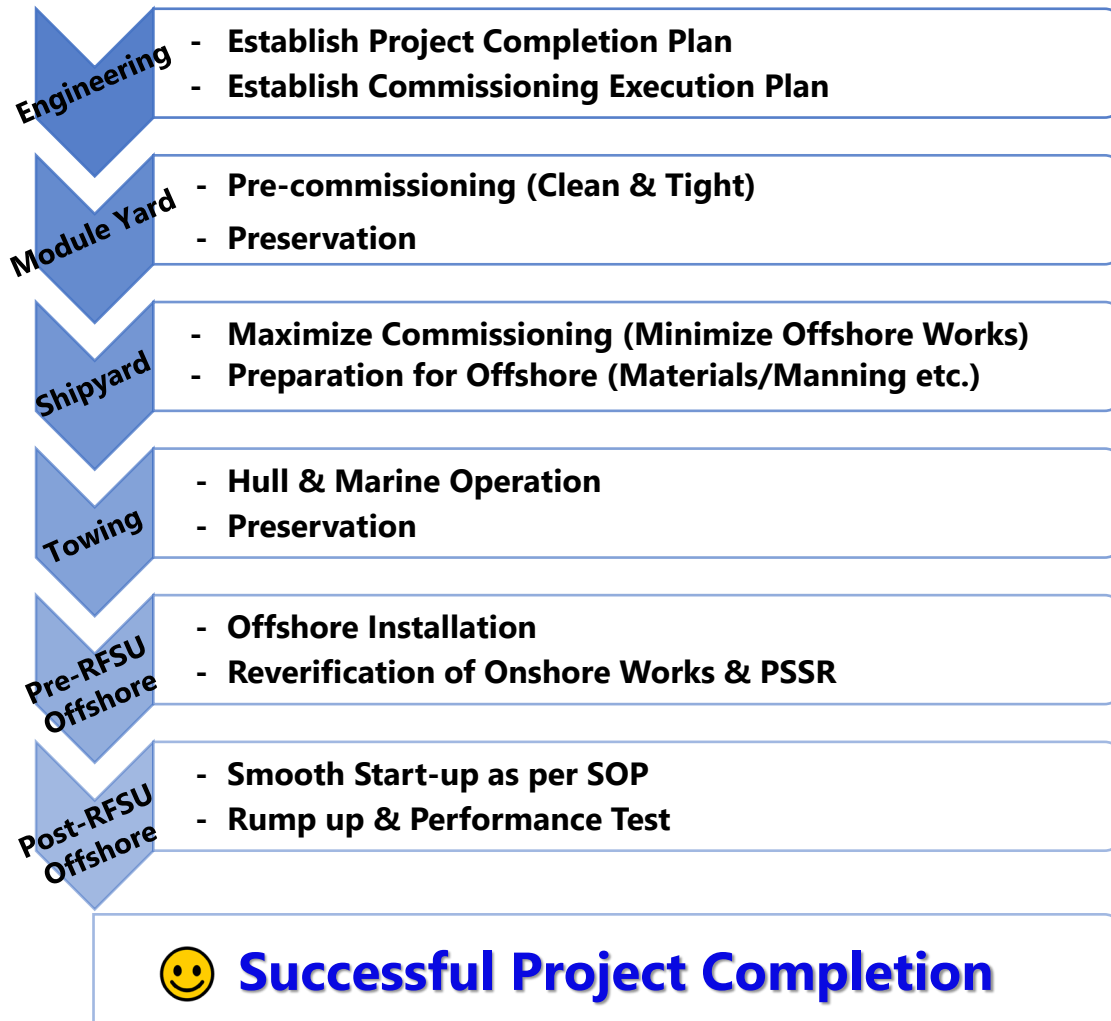 Engineering
- Establish Project Completion Plan
- Establish Commissioning Execution Plan
Module Yard
- Pre-commissioning (Clean & Tight)
- Preservation
Shipyard
- Maximize Commissioning (Minimize Offshore Works)
- Preparation for Offshore (Materials/Manning etc.)
Towing
- Hull & Marine Operation
- Preservation
Pre-RFSU
Offshore
- Offshore Installation
- Reverification of Onshore Works & PSSR
Post-RFSU
Offshore
- Smooth Start-up as per SOP
- Rump up & Performance Test
Successful Project Completion